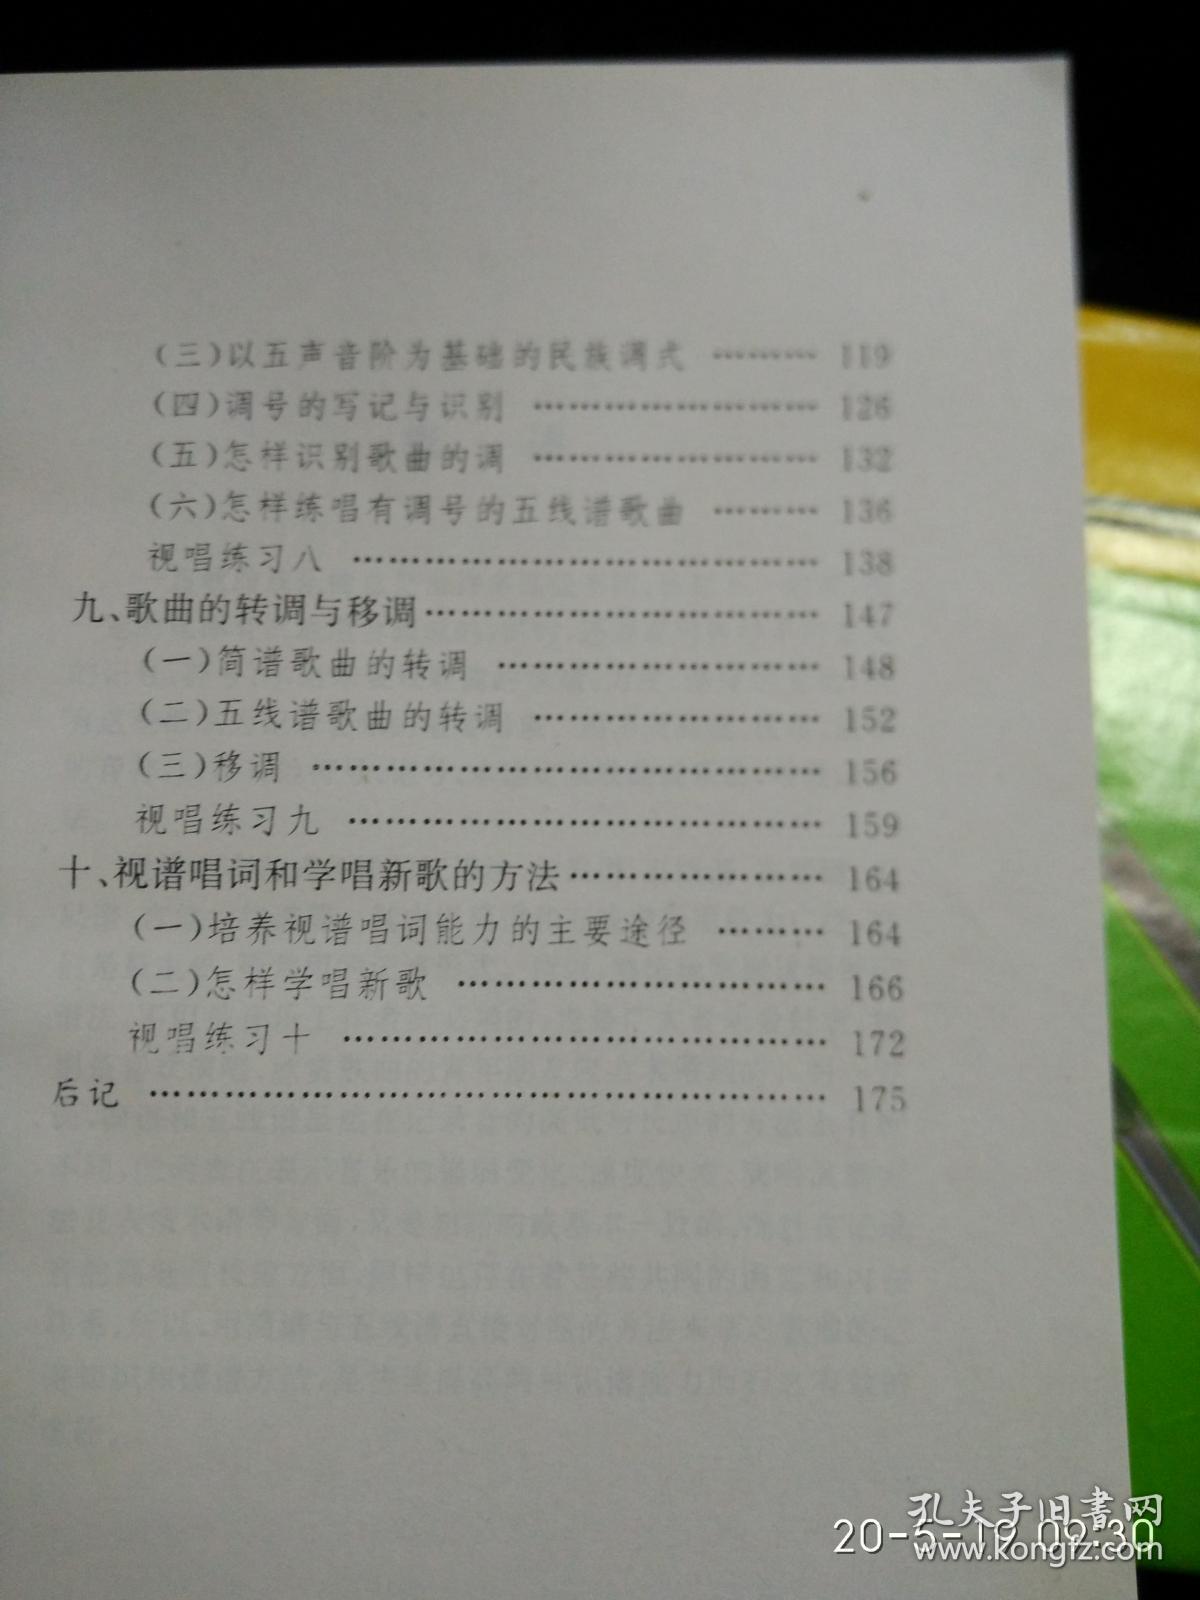 (三)以五声音阶为基础的民族调式 ……… 119
(四)调号的写记与识别 …………………… 126
(五)怎样识别歌曲的调 …………………… 132
(六)怎样练唱有调号的五线谱歌曲 ……… 136
视唱练习八 ………………………………… 138
九、歌曲的转调与移调…………………………… 147
(一)简谱歌曲的转调 ……………………… 148
(二)五线谱歌曲的转调 …………………… 152
(三)移调 …………………………………… 156
视唱练习九 ………………………………… 159
十、视谱唱词和学唱新歌的方法………………… 164
(一)培养视谱唱词能力的主要途径 ……… 164
(二)怎样学唱新歌 ………………………… 166
视唱练习十 ………………………………… 172
后记 ……………………………………………… 175
孔夫子旧書网
20-5-19 09:30
www.kongfz.com